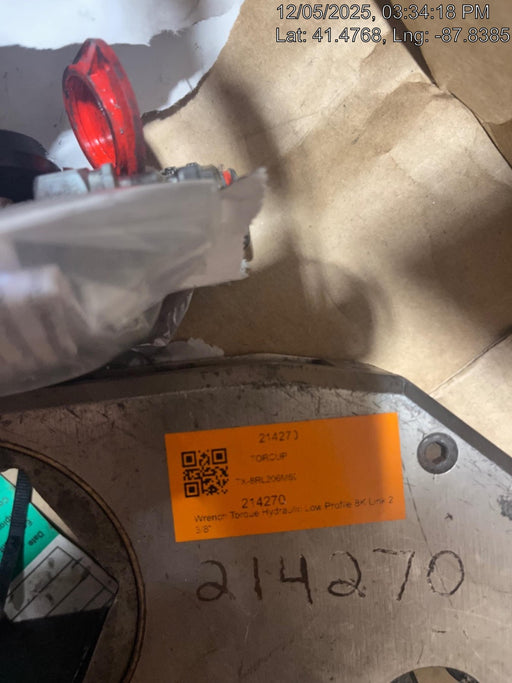 12/05/2025, 03:34:18 PM
Lat: 41.4768, Lng: -87.8385
214270
TORCUP
214270
Wrench Torque Hydraulic Low Profile 8K Link 2
3/8"
214270
Date